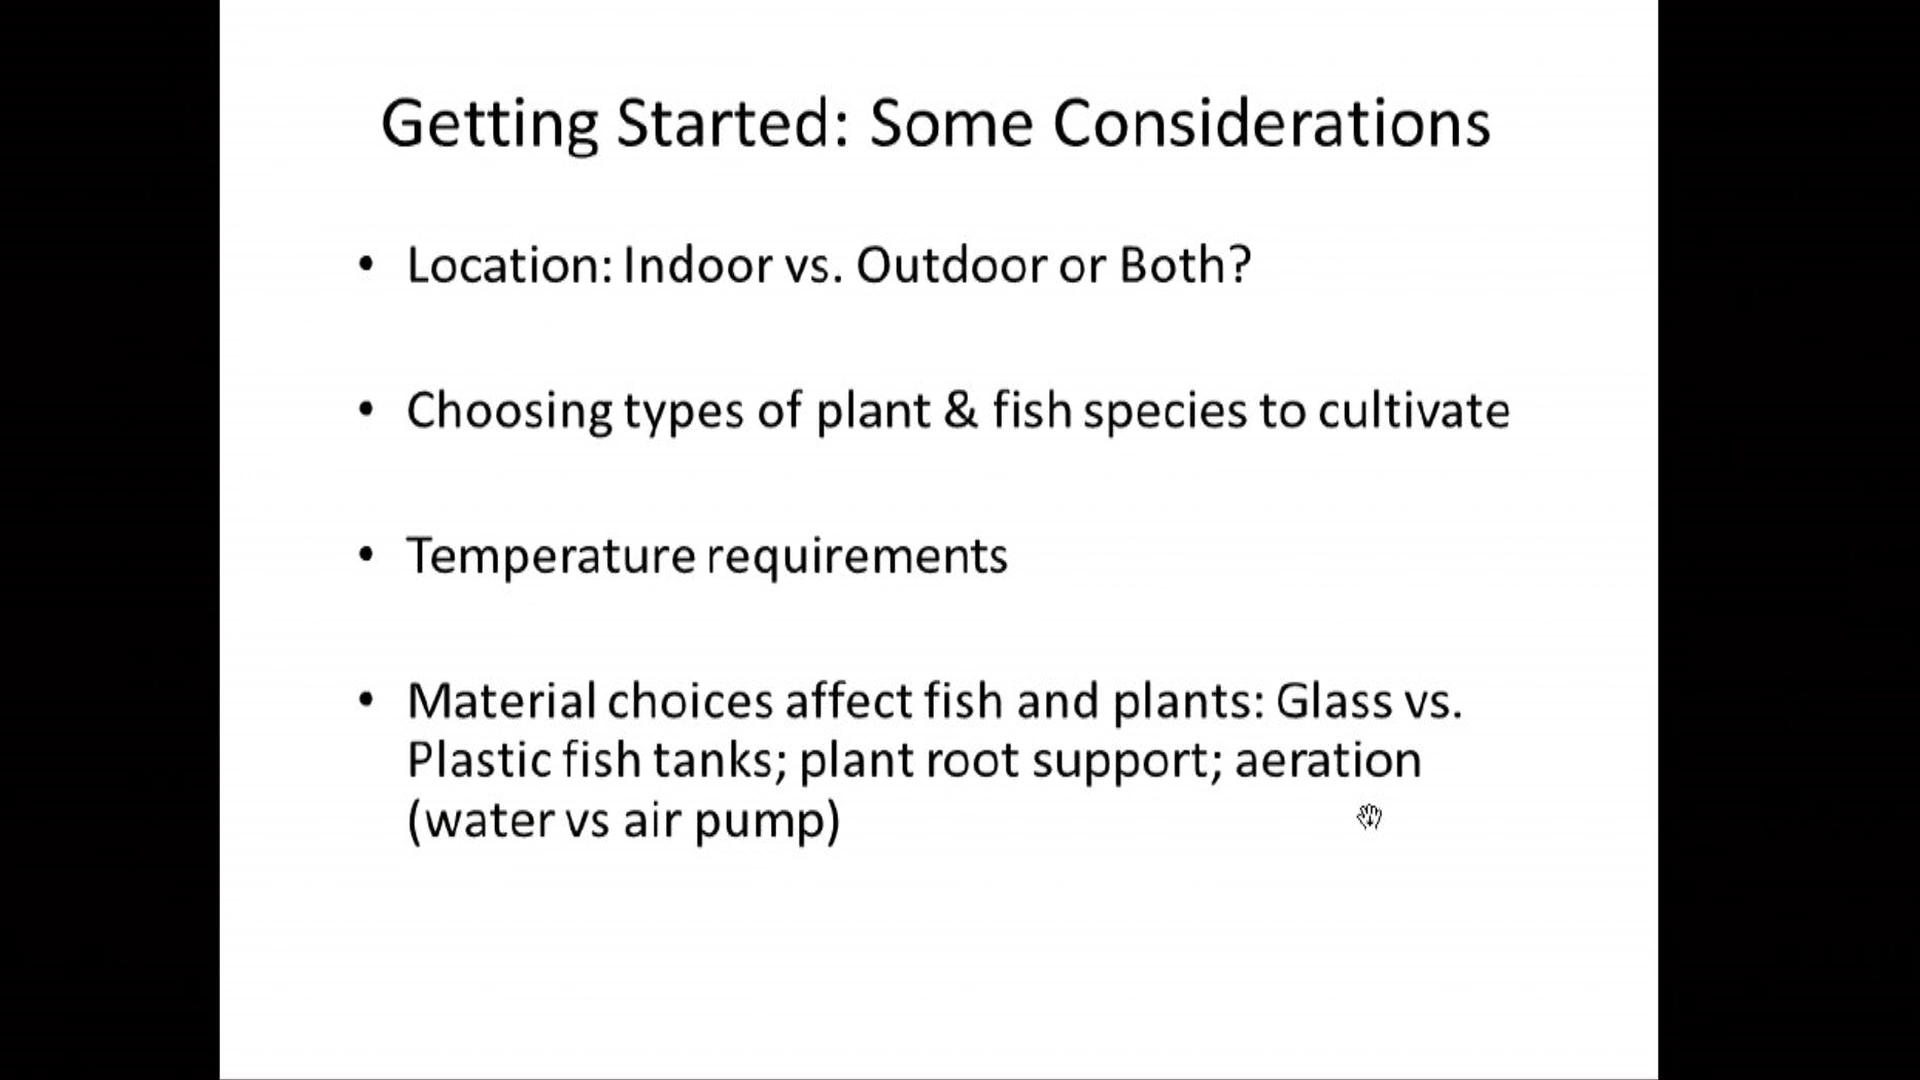 Getting Started: Some Considerations
• Location: Indoor vs. Outdoor or Both?
• Choosing types of plant & fish species to cultivate
• Temperature requirements
• Material choices affect fish and plants: Glass vs.
Plastic fish tanks; plant root support; aeration
(water vs air pump)